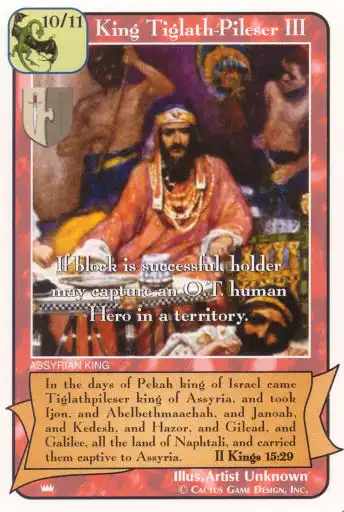 10/11
King Tiglath-Pileser III
If block is successful, holder
may capture an O.T. human
Hero in a territory.
ASSYRIAN KING
In the days of Pekah king of Israel came
Tiglathpileser king of Assyria, and took
Ijon, and Abelbethmaachah, and Janoah,
and Kedesh, and Hazor, and Gilead, and
Galilee, all the land of Naphtali, and carried
them captive to Assyria. II Kings 15:29
Illus. Artist Unknown
© Cactus Game Design, Inc.